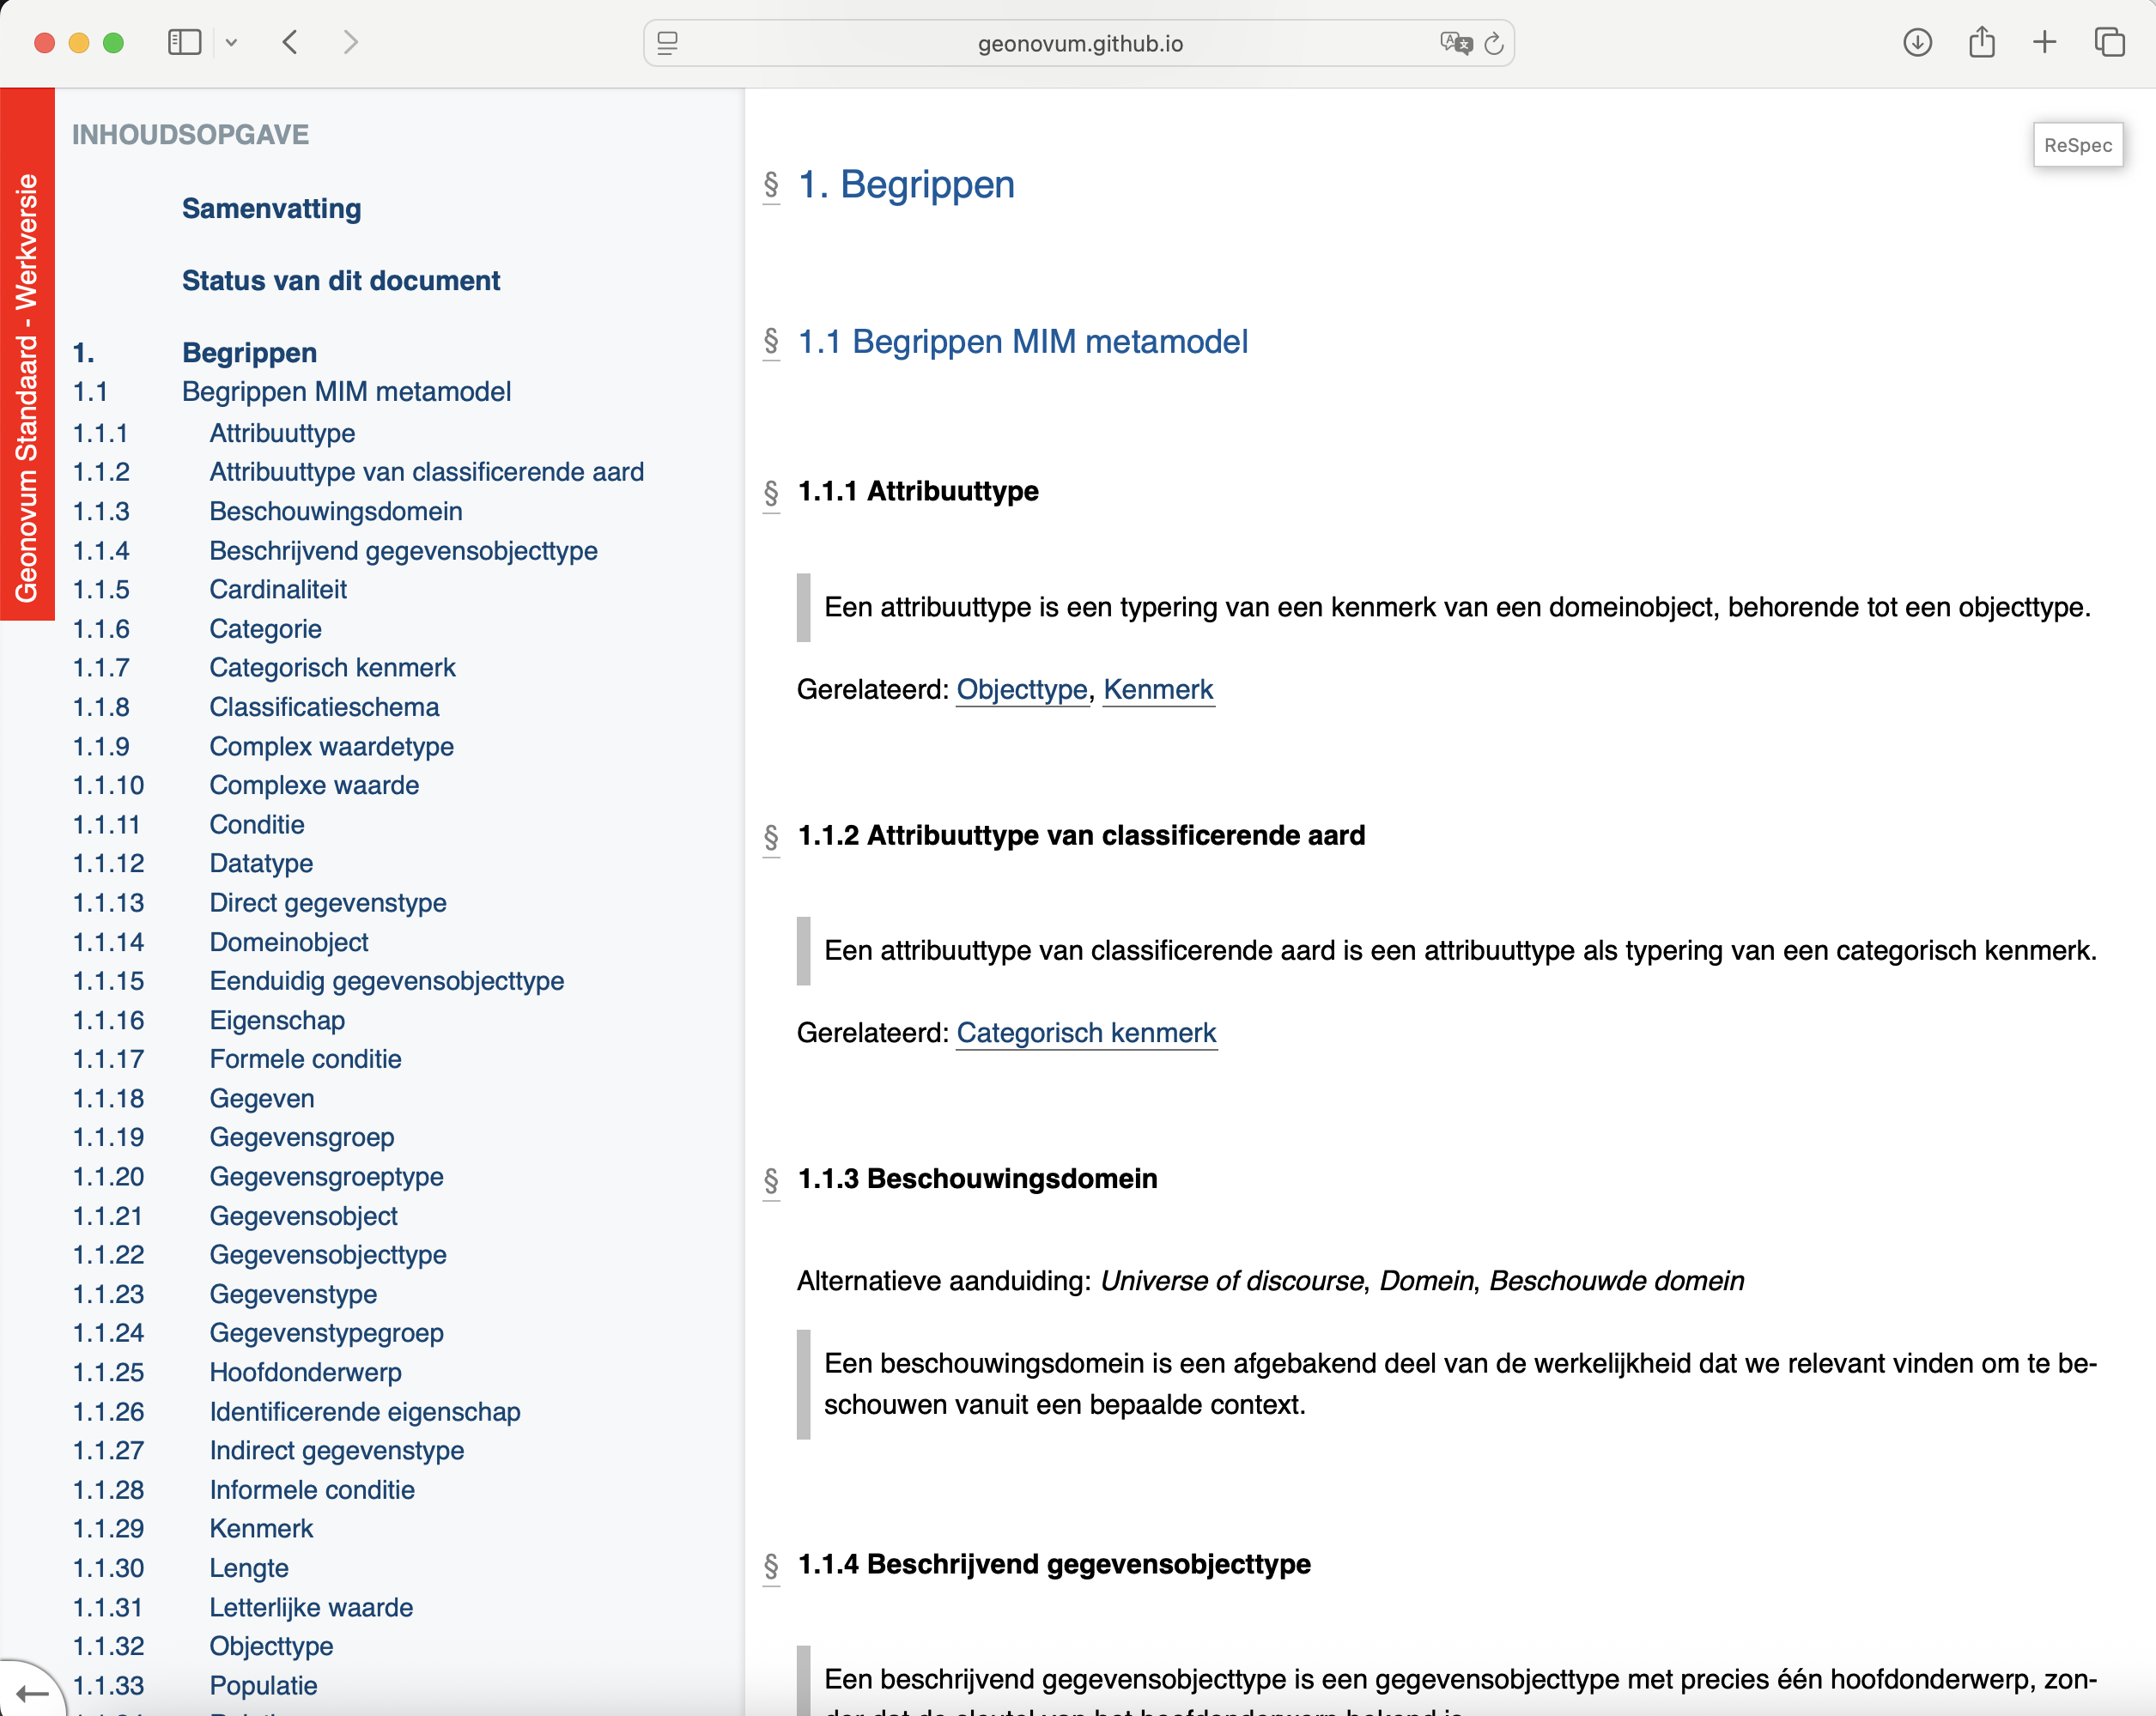 geonovum.github.io
Geonovum Standaard - Werkversie
INHOUDSOPGAVE
Samenvatting
Status van dit document
1. Begrippen
1.1 Begrippen MIM metamodel
1.1.1 Attribuuttype
1.1.2 Attribuuttype van classificerende aard
1.1.3 Beschouwingsdomein
1.1.4 Beschrijvend gegevensobjecttype
1.1.5 Cardinaliteit
1.1.6 Categorie
1.1.7 Categorisch kenmerk
1.1.8 Classificatieschema
1.1.9 Complex waardetype
1.1.10 Complexe waarde
1.1.11 Conditie
1.1.12 Datatype
1.1.13 Direct gegevenstype
1.1.14 Domeinobject
1.1.15 Eenduidig gegevensobjecttype
1.1.16 Eigenschap
1.1.17 Formele conditie
1.1.18 Gegeven
1.1.19 Gegevensgroep
1.1.20 Gegevensgroeptype
1.1.21 Gegevensobject
1.1.22 Gegevensobjecttype
1.1.23 Gegevenstype
1.1.24 Gegevenstypegroep
1.1.25 Hoofdonderwerp
1.1.26 Identificerende eigenschap
1.1.27 Indirect gegevenstype
1.1.28 Informele conditie
1.1.29 Kenmerk
1.1.30 Lengte
1.1.31 Letterlijke waarde
1.1.32 Objecttype
1.1.33 Populatie
ReSpec
§ 1. Begrippen
§ 1.1 Begrippen MIM metamodel
§ 1.1.1 Attribuuttype
Een attribuuttype is een typering van een kenmerk van een domeinobject, behorende tot een objecttype.
Gerelateerd: Objecttype, Kenmerk
§ 1.1.2 Attribuuttype van classificerende aard
Een attribuuttype van classificerende aard is een attribuuttype als typering van een categorisch kenmerk.
Gerelateerd: Categorisch kenmerk
§ 1.1.3 Beschouwingsdomein
Alternatieve aanduiding: Universe of discourse, Domein, Beschouwde domein
Een beschouwingsdomein is een afgebakend deel van de werkelijkheid dat we relevant vinden om te be-
schouwen vanuit een bepaalde context.
§ 1.1.4 Beschrijvend gegevensobjecttype
Een beschrijvend gegevensobjecttype is een gegevensobjecttype met precies één hoofdonderwerp, zon-
der dat de sleutel van het hoofdonderwerp bekend is.